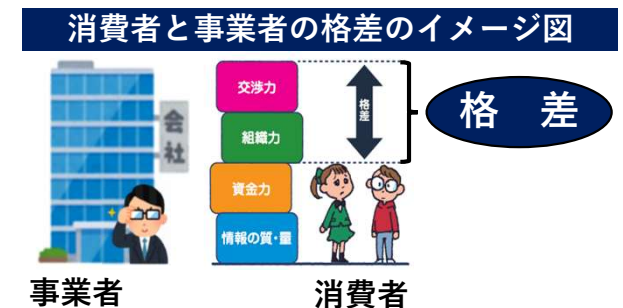 消費者と事業者の格差のイメージ図
会社
交渉力
組織力
資金力
情報の質・量
格差
格 差
事業者
消費者